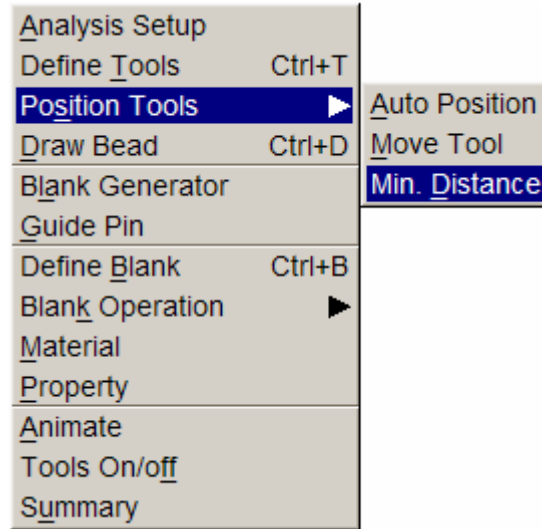 Analysis Setup
Define Tools Ctrl+T
Position Tools
Draw Bead Ctrl+D
Blank Generator
Guide Pin
Define Blank Ctrl+B
Blank Operation
Material
Property
Animate
Tools On/off
Summary
Auto Position
Move Tool
Min. Distance